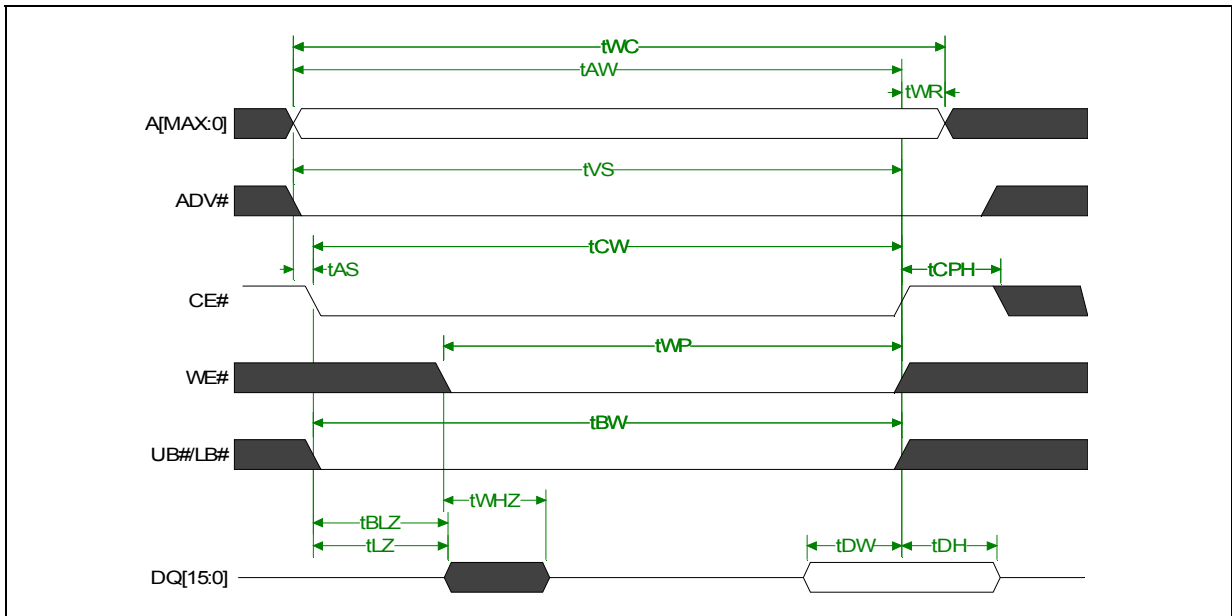 tWC
tAW
tWR
A[MAX:0]
tVS
ADV#
tCW
tAS
tCPH
CE#
tWP
WE#
tBW
UB#/LB#
tWHZ
tBLZ
tLZ
tDW
tDH
DQ[15:0]